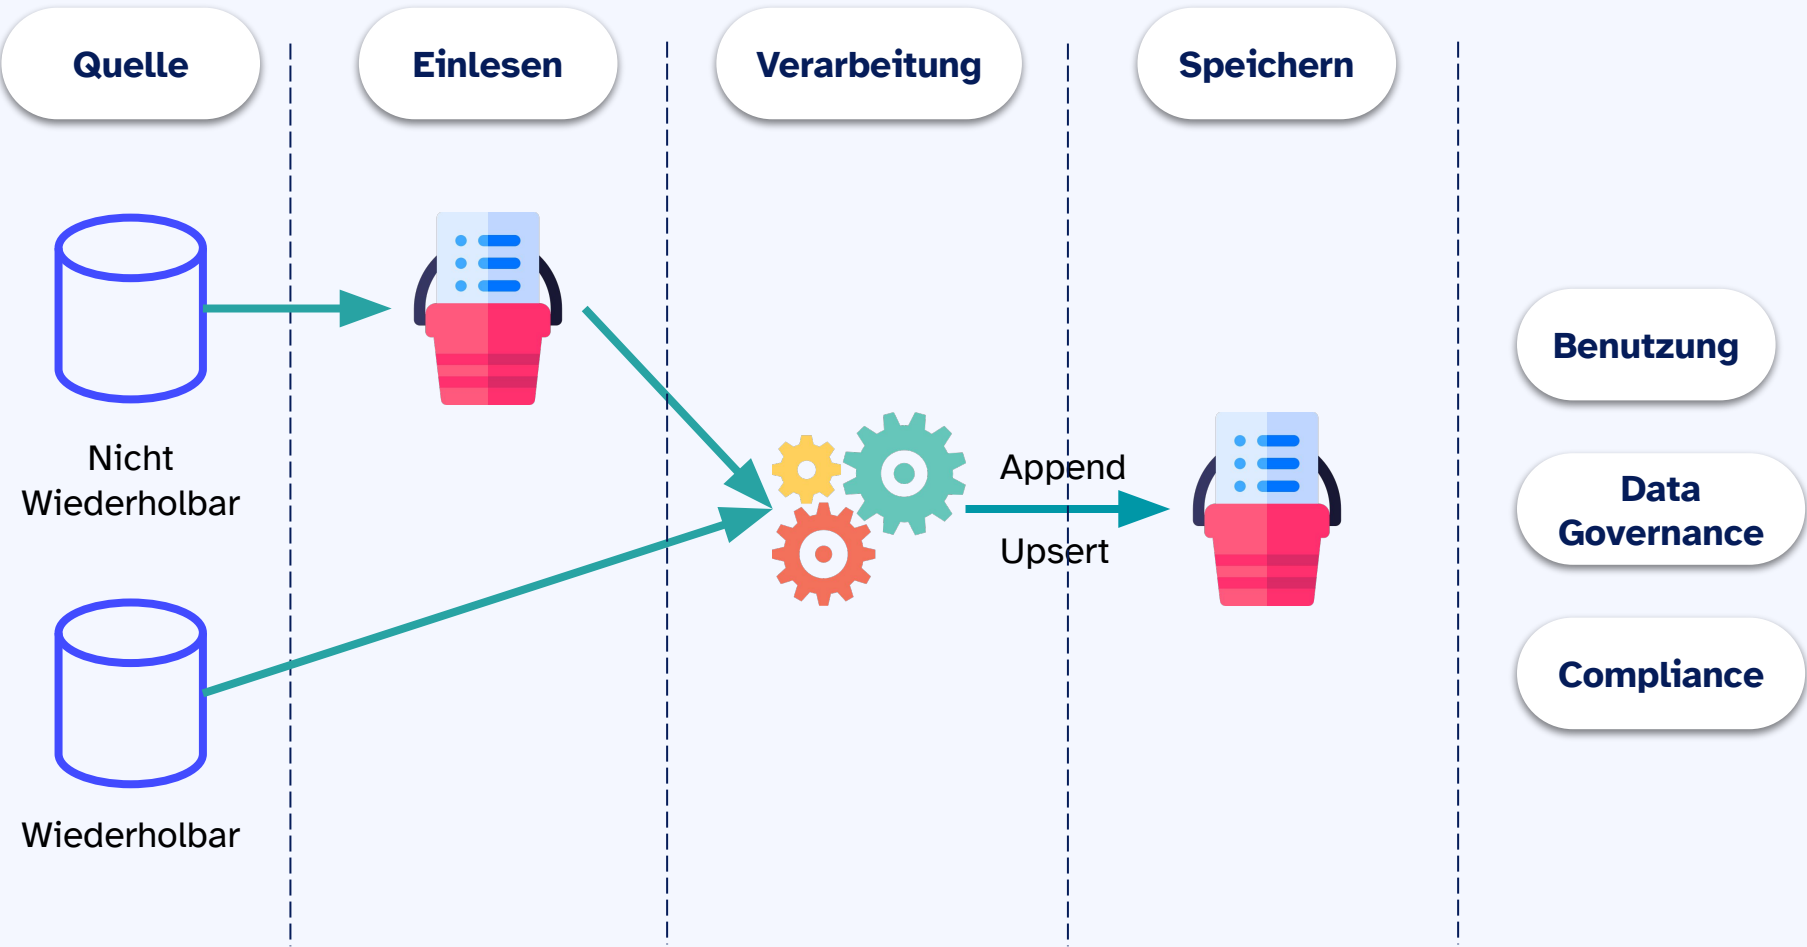 Quelle
Einlesen
Verarbeitung
Speichern
Nicht
Wiederholbar
Wiederholbar
Append
Upsert
Benutzung
Data
Governance
Compliance